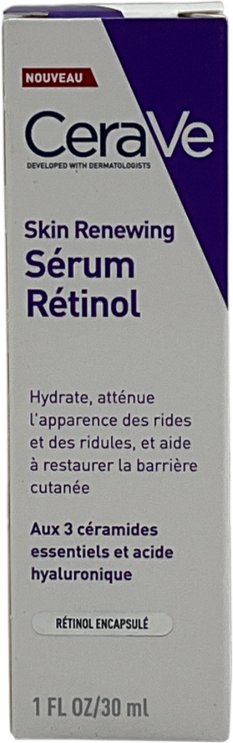 NOUVEAU
CeraVe
DEVELOPED WITH DERMATOLOGISTS
Skin Renewing
Sérum
Rétinol
Hydrate, atténue
l'apparence des rides
et des ridules, et aide
à restaurer la barrière
cutanée
Aux 3 céramides
essentiels et acide
hyaluronique
RÉTINOL ENCAPSULÉ
1 FL OZ/30 ml